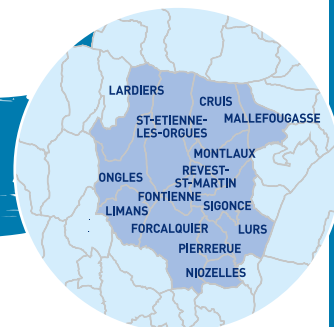 LARDIERS
CRUIS
ST-ETIENNE-
LES-ORGUES
MALLEFOUGASSE
MONTLAUX
ONGLES
REVEST-
ST-MARTIN
FONTIENNE
LIMANS
SIGONCE
FORCALQUIER
LURS
PIERRERUE
NIOZELLES